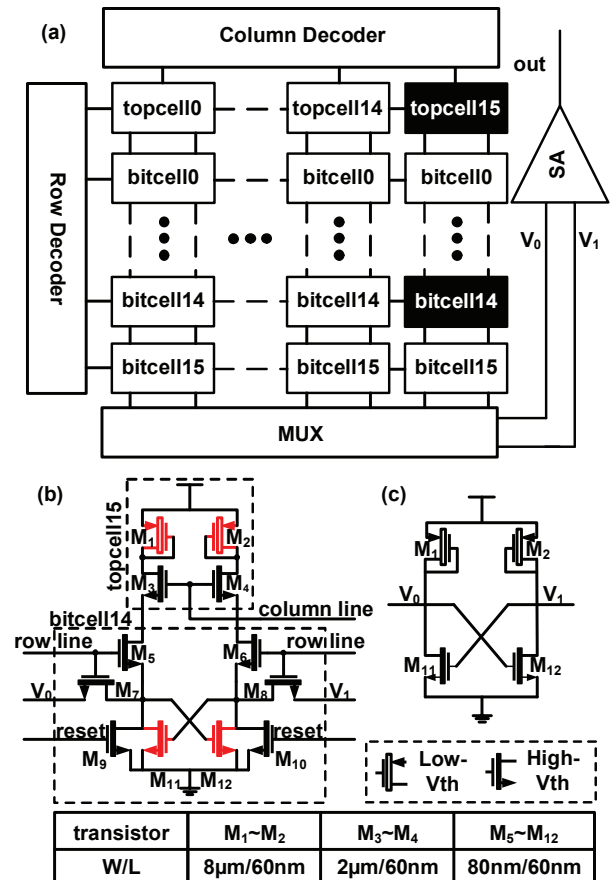 (a)
Column Decoder
out
topcell0 topcell14 topcell15
Row Decoder
bitcell0 bitcell0 bitcell0
SA
V0 V1
bitcell14 bitcell14 bitcell14
bitcell15 bitcell15 bitcell15
MUX
(b)
topcell15
M1 M2
M3 M4
column line
bitcell14
row line row line
M5 M6
V0 M7 M8 V1
reset reset
M9 M11 M12 M10
(c)
M1 M2
V0 V1
M11 M12
Low-Vth High-Vth
transistor M1~M2 M3~M4 M5~M12
W/L 8μm/60nm 2μm/60nm 80nm/60nm